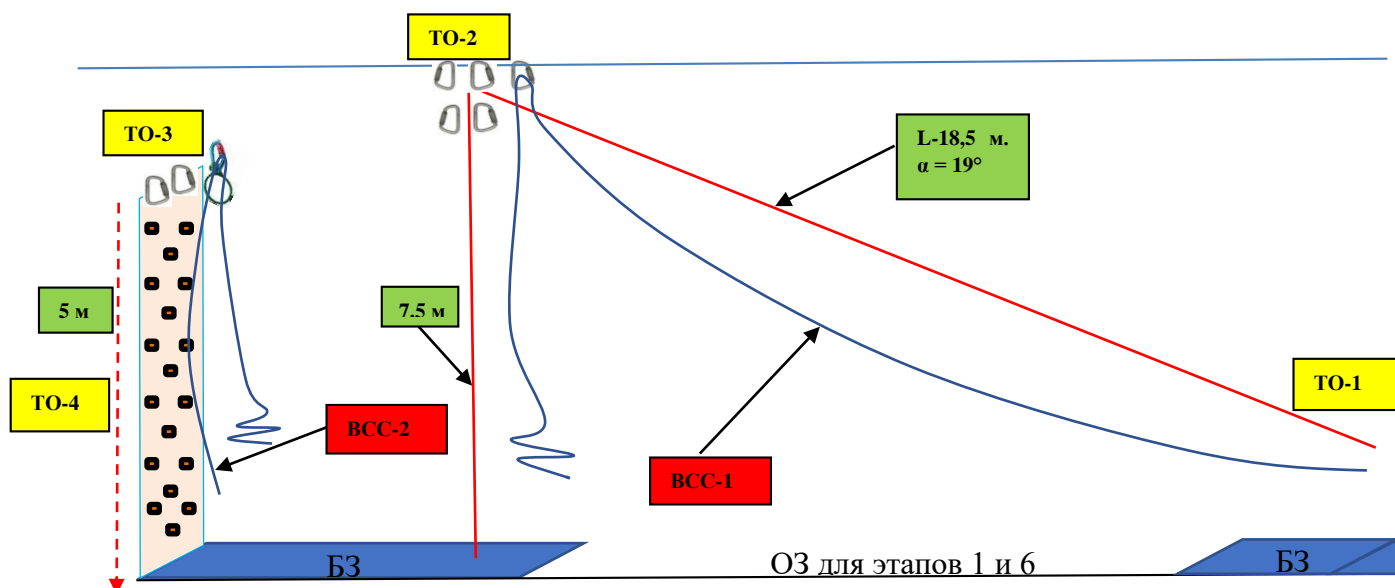 ТО-2
ТО-3
L-18,5 м.
α = 19°
5 м
7.5 м
ТО-1
ТО-4
ВСС-2
ВСС-1
БЗ
ОЗ для этапов 1 и 6
БЗ